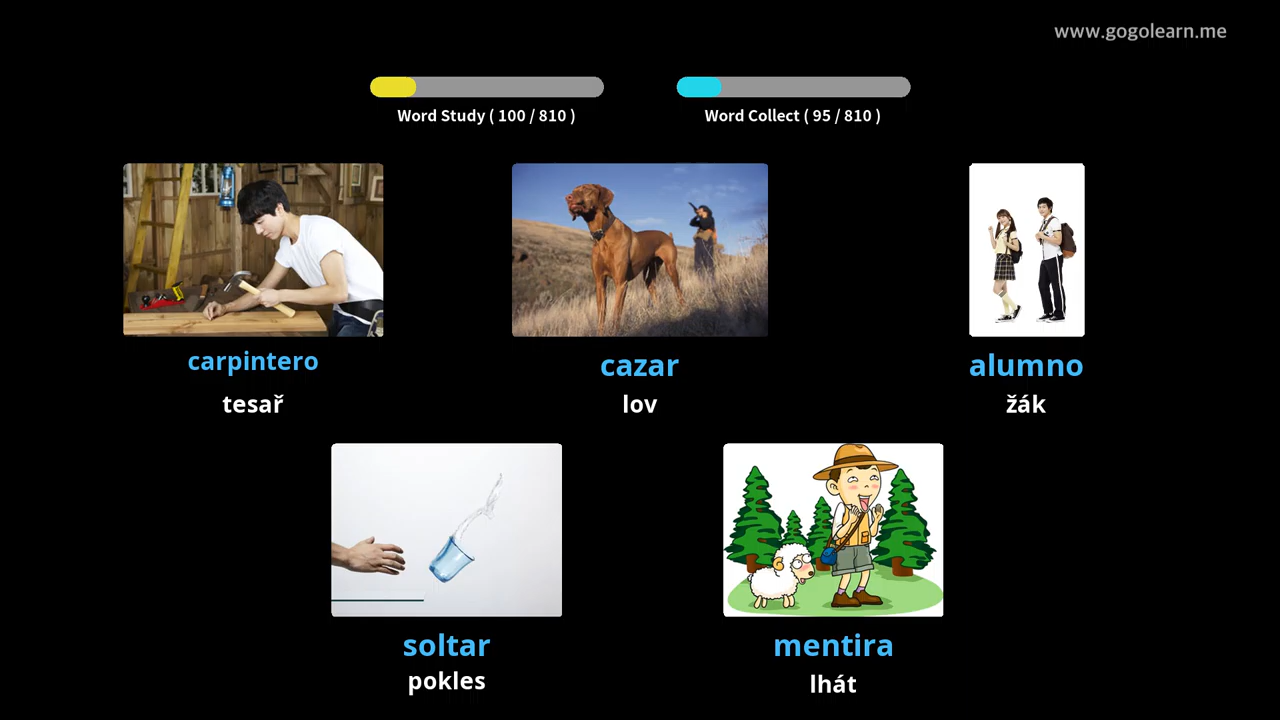 www.gogolearn.me
Word Study ( 100 / 810 )
Word Collect ( 95 / 810 )
carpintero
tesař
cazar
lov
alumno
žák
soltar
pokles
mentira
lhát